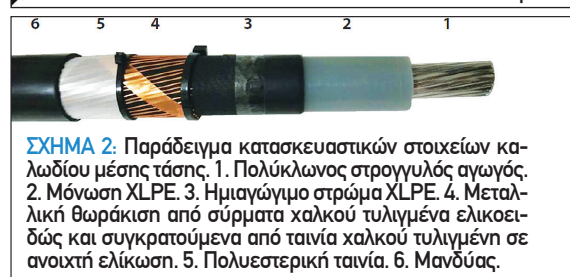 6 5 4 3 2 1
ΣΧΗΜΑ 2: Παράδειγμα κατασκευαστικών στοιχείων κα-
λωδίου μέσης τάσης. 1. Πολύκλωνος στρογγυλός αγωγός.
2. Μόνωση XLPE. 3. Ημιαγώγιμο στρώμα XLPE. 4. Μεταλ-
λική θωράκιση από σύρματα χαλκού τυλιγμένα ελικοει-
δώς και συγκρατούμενα από ταινία χαλκού τυλιγμένη σε
ανοιχτή ελίκωση. 5. Πολυεστερική ταινία. 6. Μανδύας.